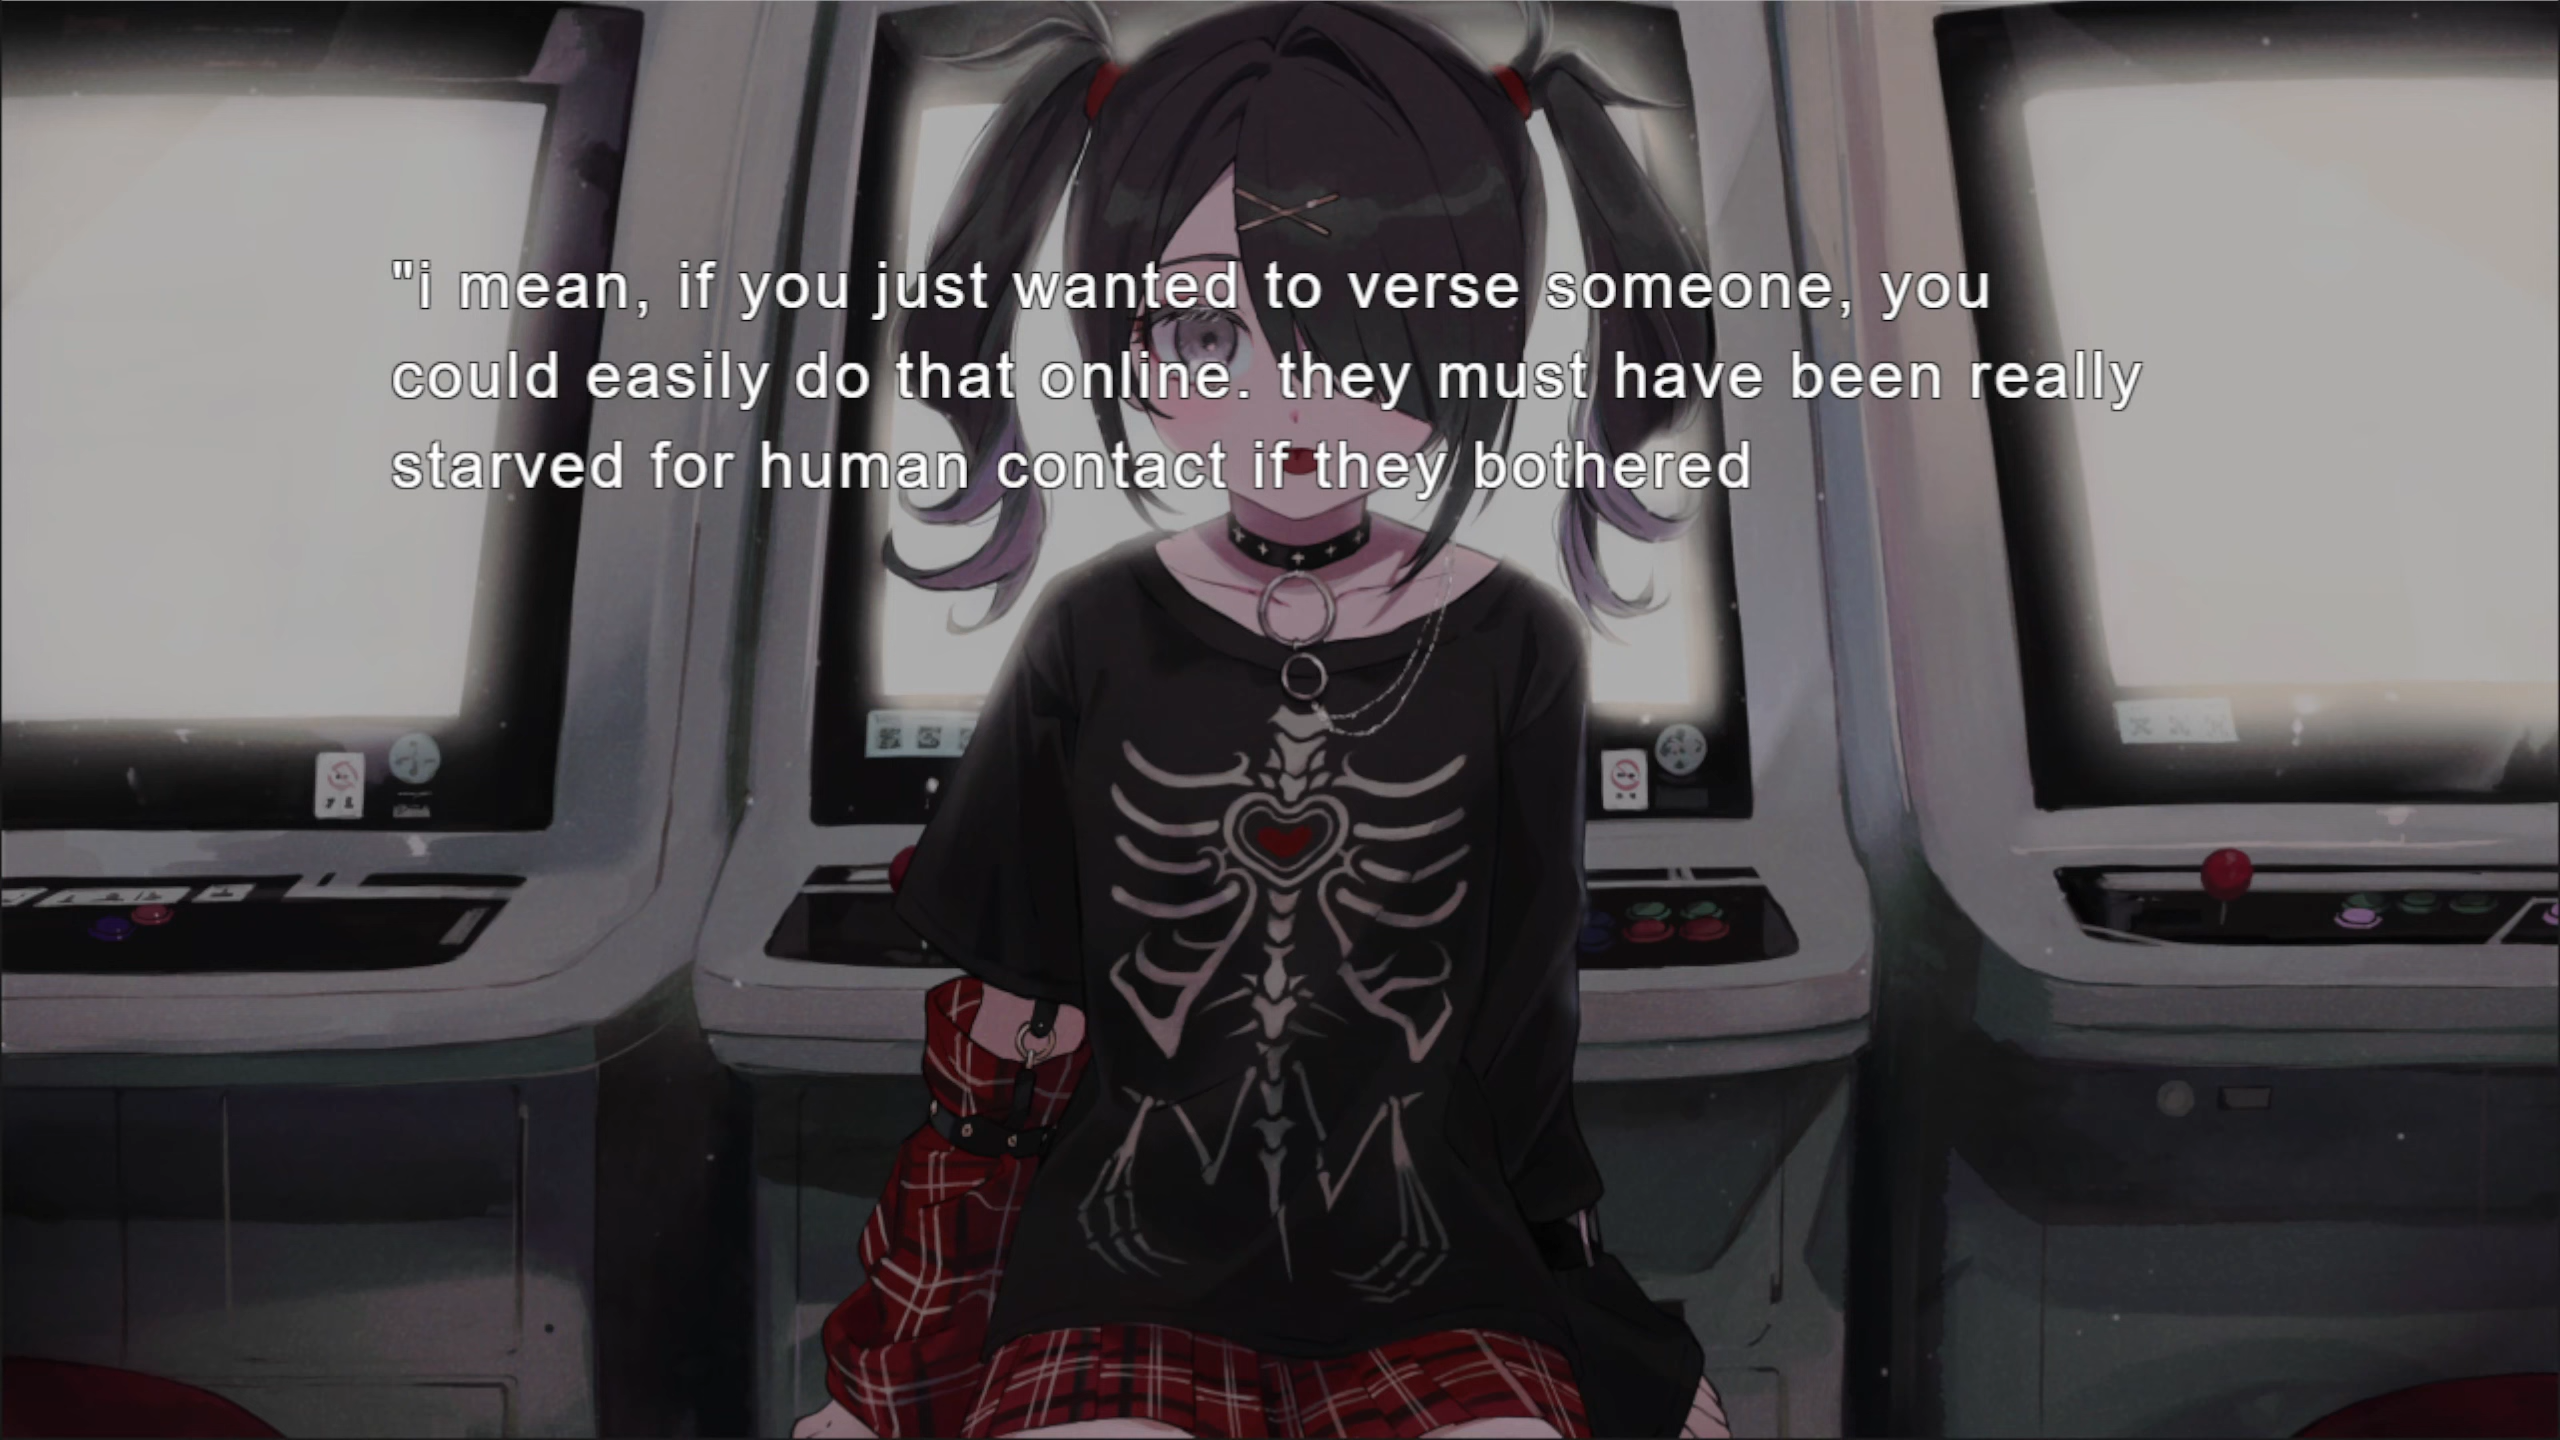 "i mean, if you just wanted to verse someone, you
could easily do that online. they must have been really
starved for human contact if they bothered